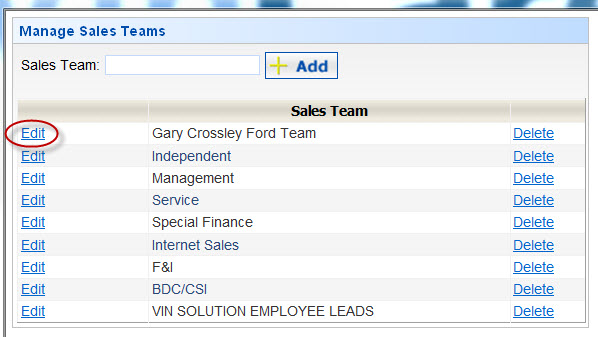 Manage Sales Teams
Sales Team: Add
Sales Team
Edit Gary Crossley Ford Team Delete
Edit Independent Delete
Edit Management Delete
Edit Service Delete
Edit Special Finance Delete
Edit Internet Sales Delete
Edit F&I Delete
Edit BDC/CSI Delete
Edit VIN SOLUTION EMPLOYEE LEADS Delete